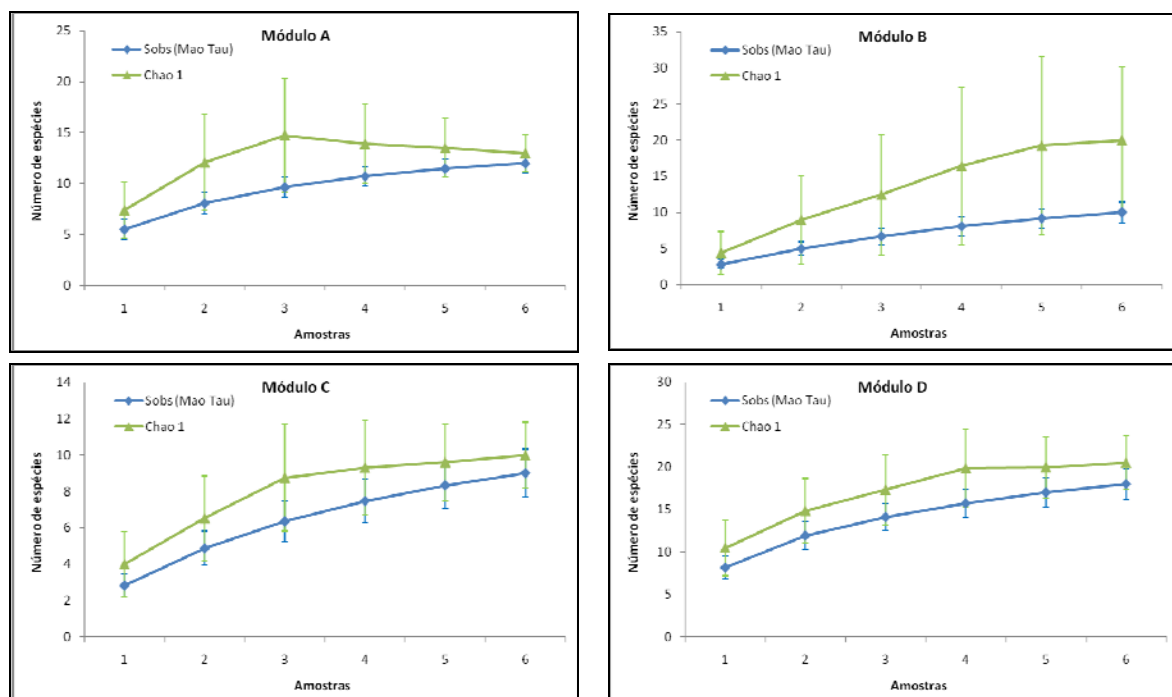 Módulo A
Sobs (Mao Tau)
Chao 1
Número de espécies
25
20
15
10
5
0
1 2 3 4 5 6
Amostras
Módulo B
Sobs (Mao Tau)
Chao 1
Número de espécies
35
30
25
20
15
10
5
0
1 2 3 4 5 6
Amostras
Módulo C
Sobs (Mao Tau)
Chao 1
Número de espécies
14
12
10
8
6
4
2
0
1 2 3 4 5 6
Amostras
Módulo D
Sobs (Mao Tau)
Chao 1
Número de espécies
30
25
20
15
10
5
0
1 2 3 4 5 6
Amostras